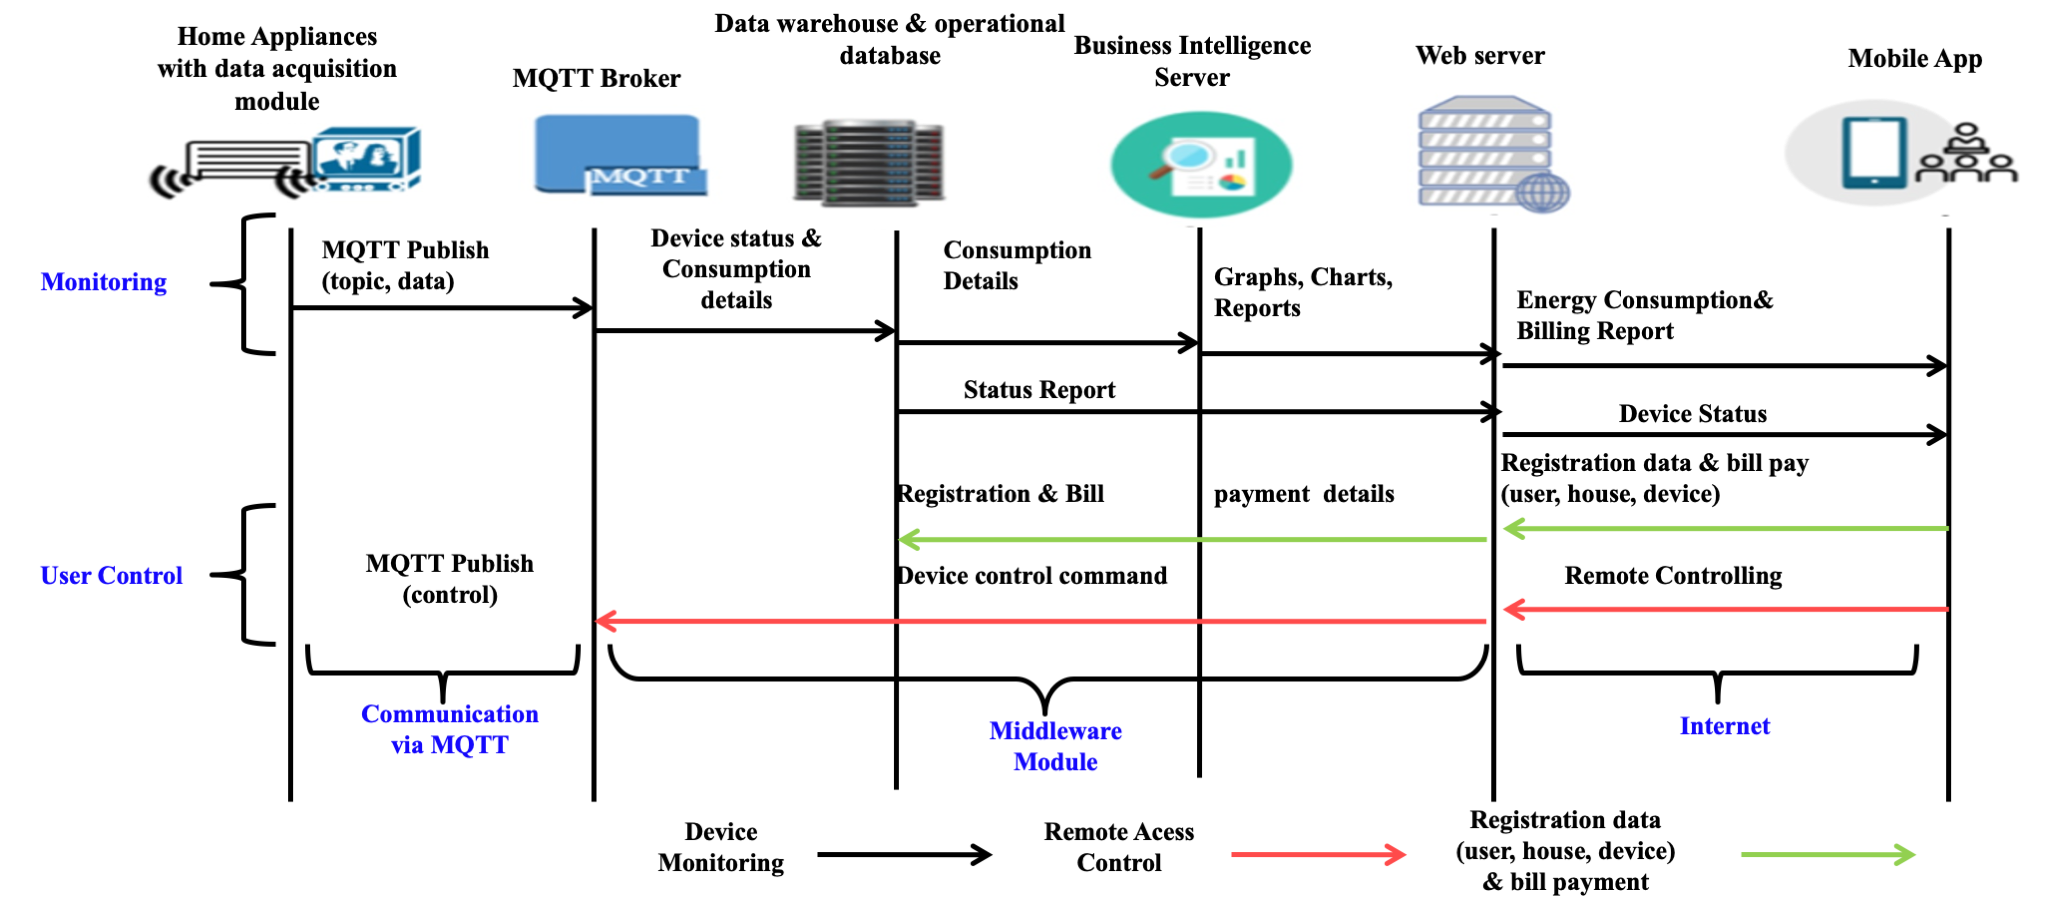 Home Appliances
with data acquisition
module
MQTT Broker
Data warehouse & operational
database
Business Intelligence
Server
Web server
Mobile App
MQTT
Monitoring
MQTT Publish
(topic, data)
Device status &
Consumption
details
Consumption
Details
Graphs, Charts,
Reports
Energy Consumption&
Billing Report
Status Report
Device Status
Registration & Bill
payment  details
Registration data & bill pay
(user, house, device)
User Control
MQTT Publish
(control)
Device control command
Remote Controlling
Communication
via MQTT
Middleware
Module
Internet
Device
Monitoring
Remote Acess
Control
Registration data
(user, house, device)
& bill payment